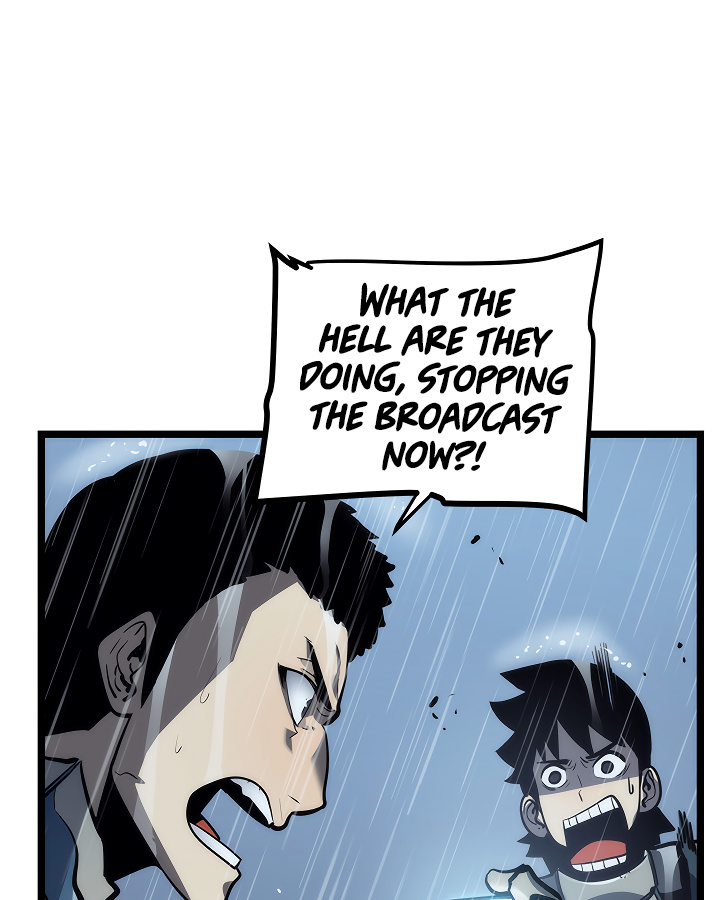 WHAT THE
HELL ARE THEY
DOING, STOPPING
THE BROADCAST
NOW?!